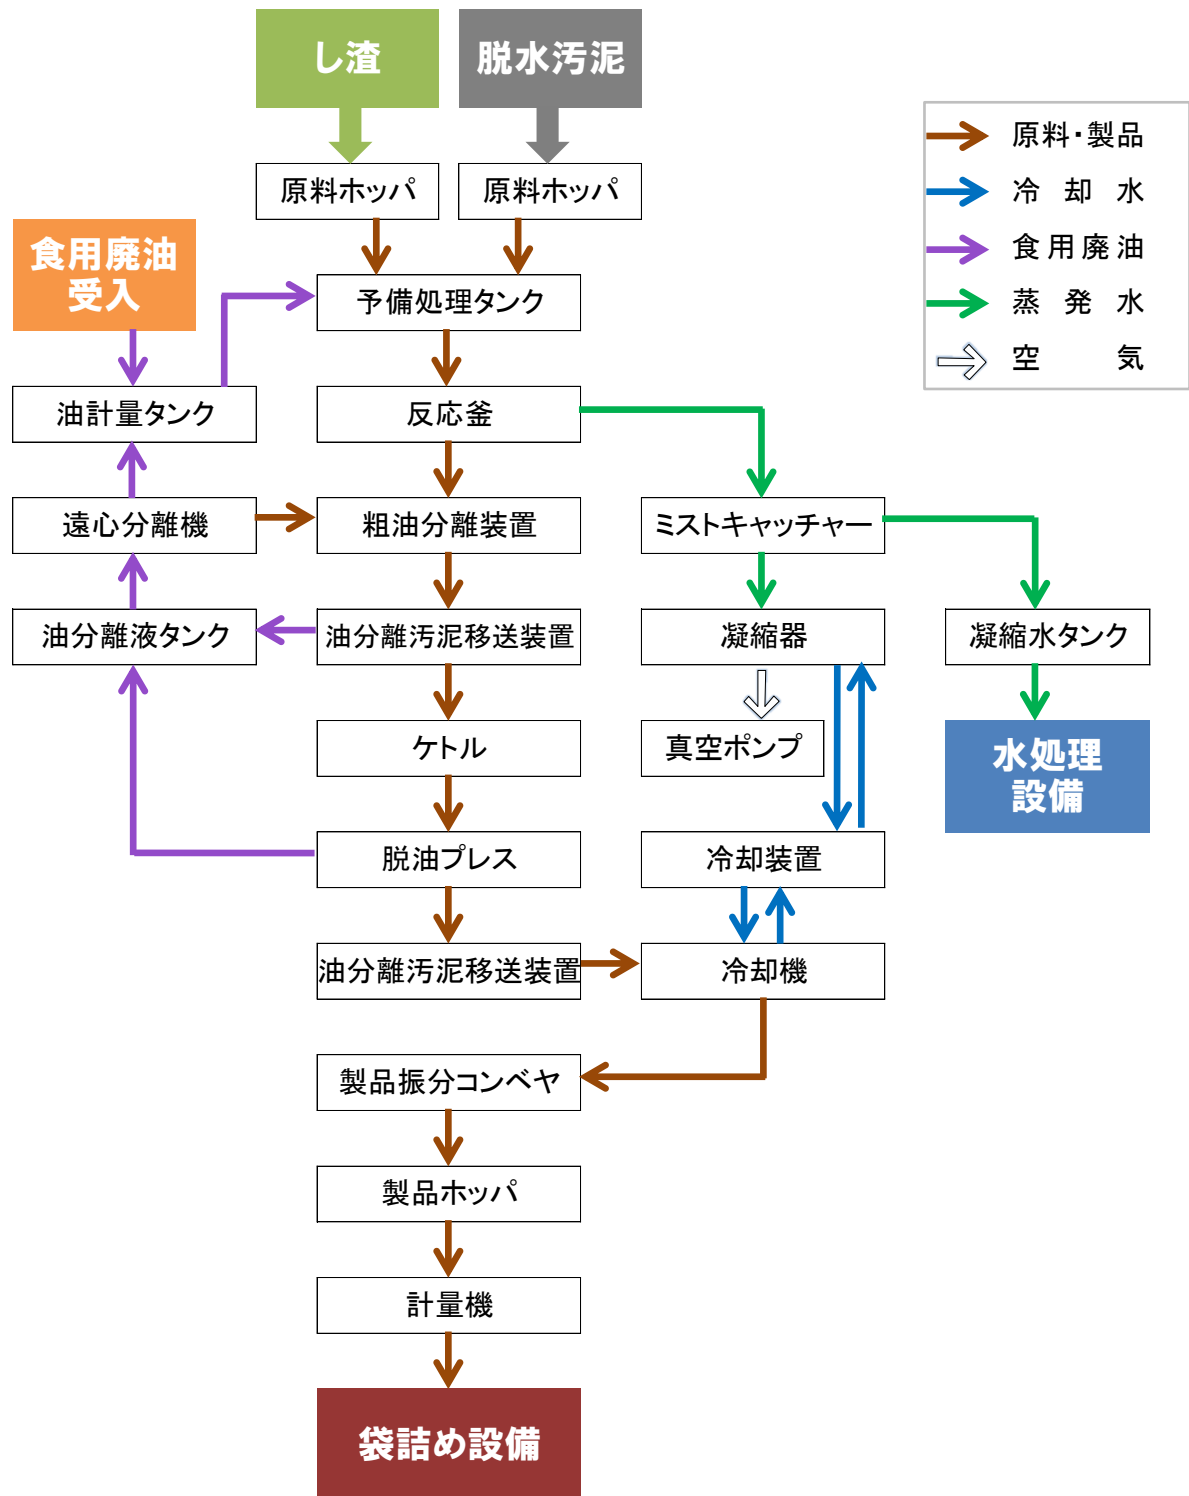 し渣
脱水汚泥
原料・製品
冷却水
食用廃油
蒸発水
空気
原料ホッパ
原料ホッパ
食用廃油
受入
予備処理タンク
油計量タンク
反応釜
遠心分離機
粗油分離装置
ミストキャッチャー
油分離液タンク
油分離汚泥移送装置
凝縮器
凝縮水タンク
ケトル
真空ポンプ
水処理
設備
脱油プレス
冷却装置
油分離汚泥移送装置
冷却機
製品振分コンベヤ
製品ホッパ
計量機
袋詰め設備